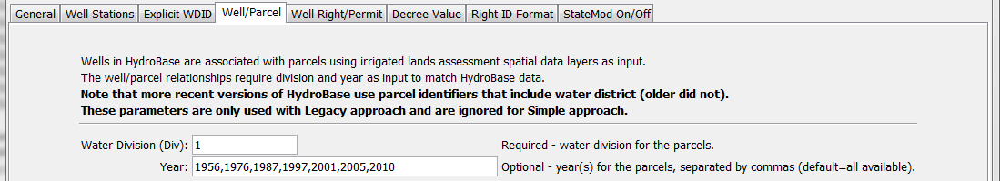 General Well Stations Explicit WDID Well/Parcel Well Right/Permit Decree Value Right ID Format StateMod On/Off
Wells in HydroBase are associated with parcels using irrigated lands assessment spatial data layers as input.
The well/parcel relationships require division and year as input to match HydroBase data.
Note that more recent versions of HydroBase use parcel identifiers that include water district (older did not).
These parameters are only used with Legacy approach and are ignored for Simple approach.
Water Division (Div): 1 Required - water division for the parcels.
Year: 1956,1976,1987,1997,2001,2005,2010 Optional - year(s) for the parcels, separated by commas (default=all available).